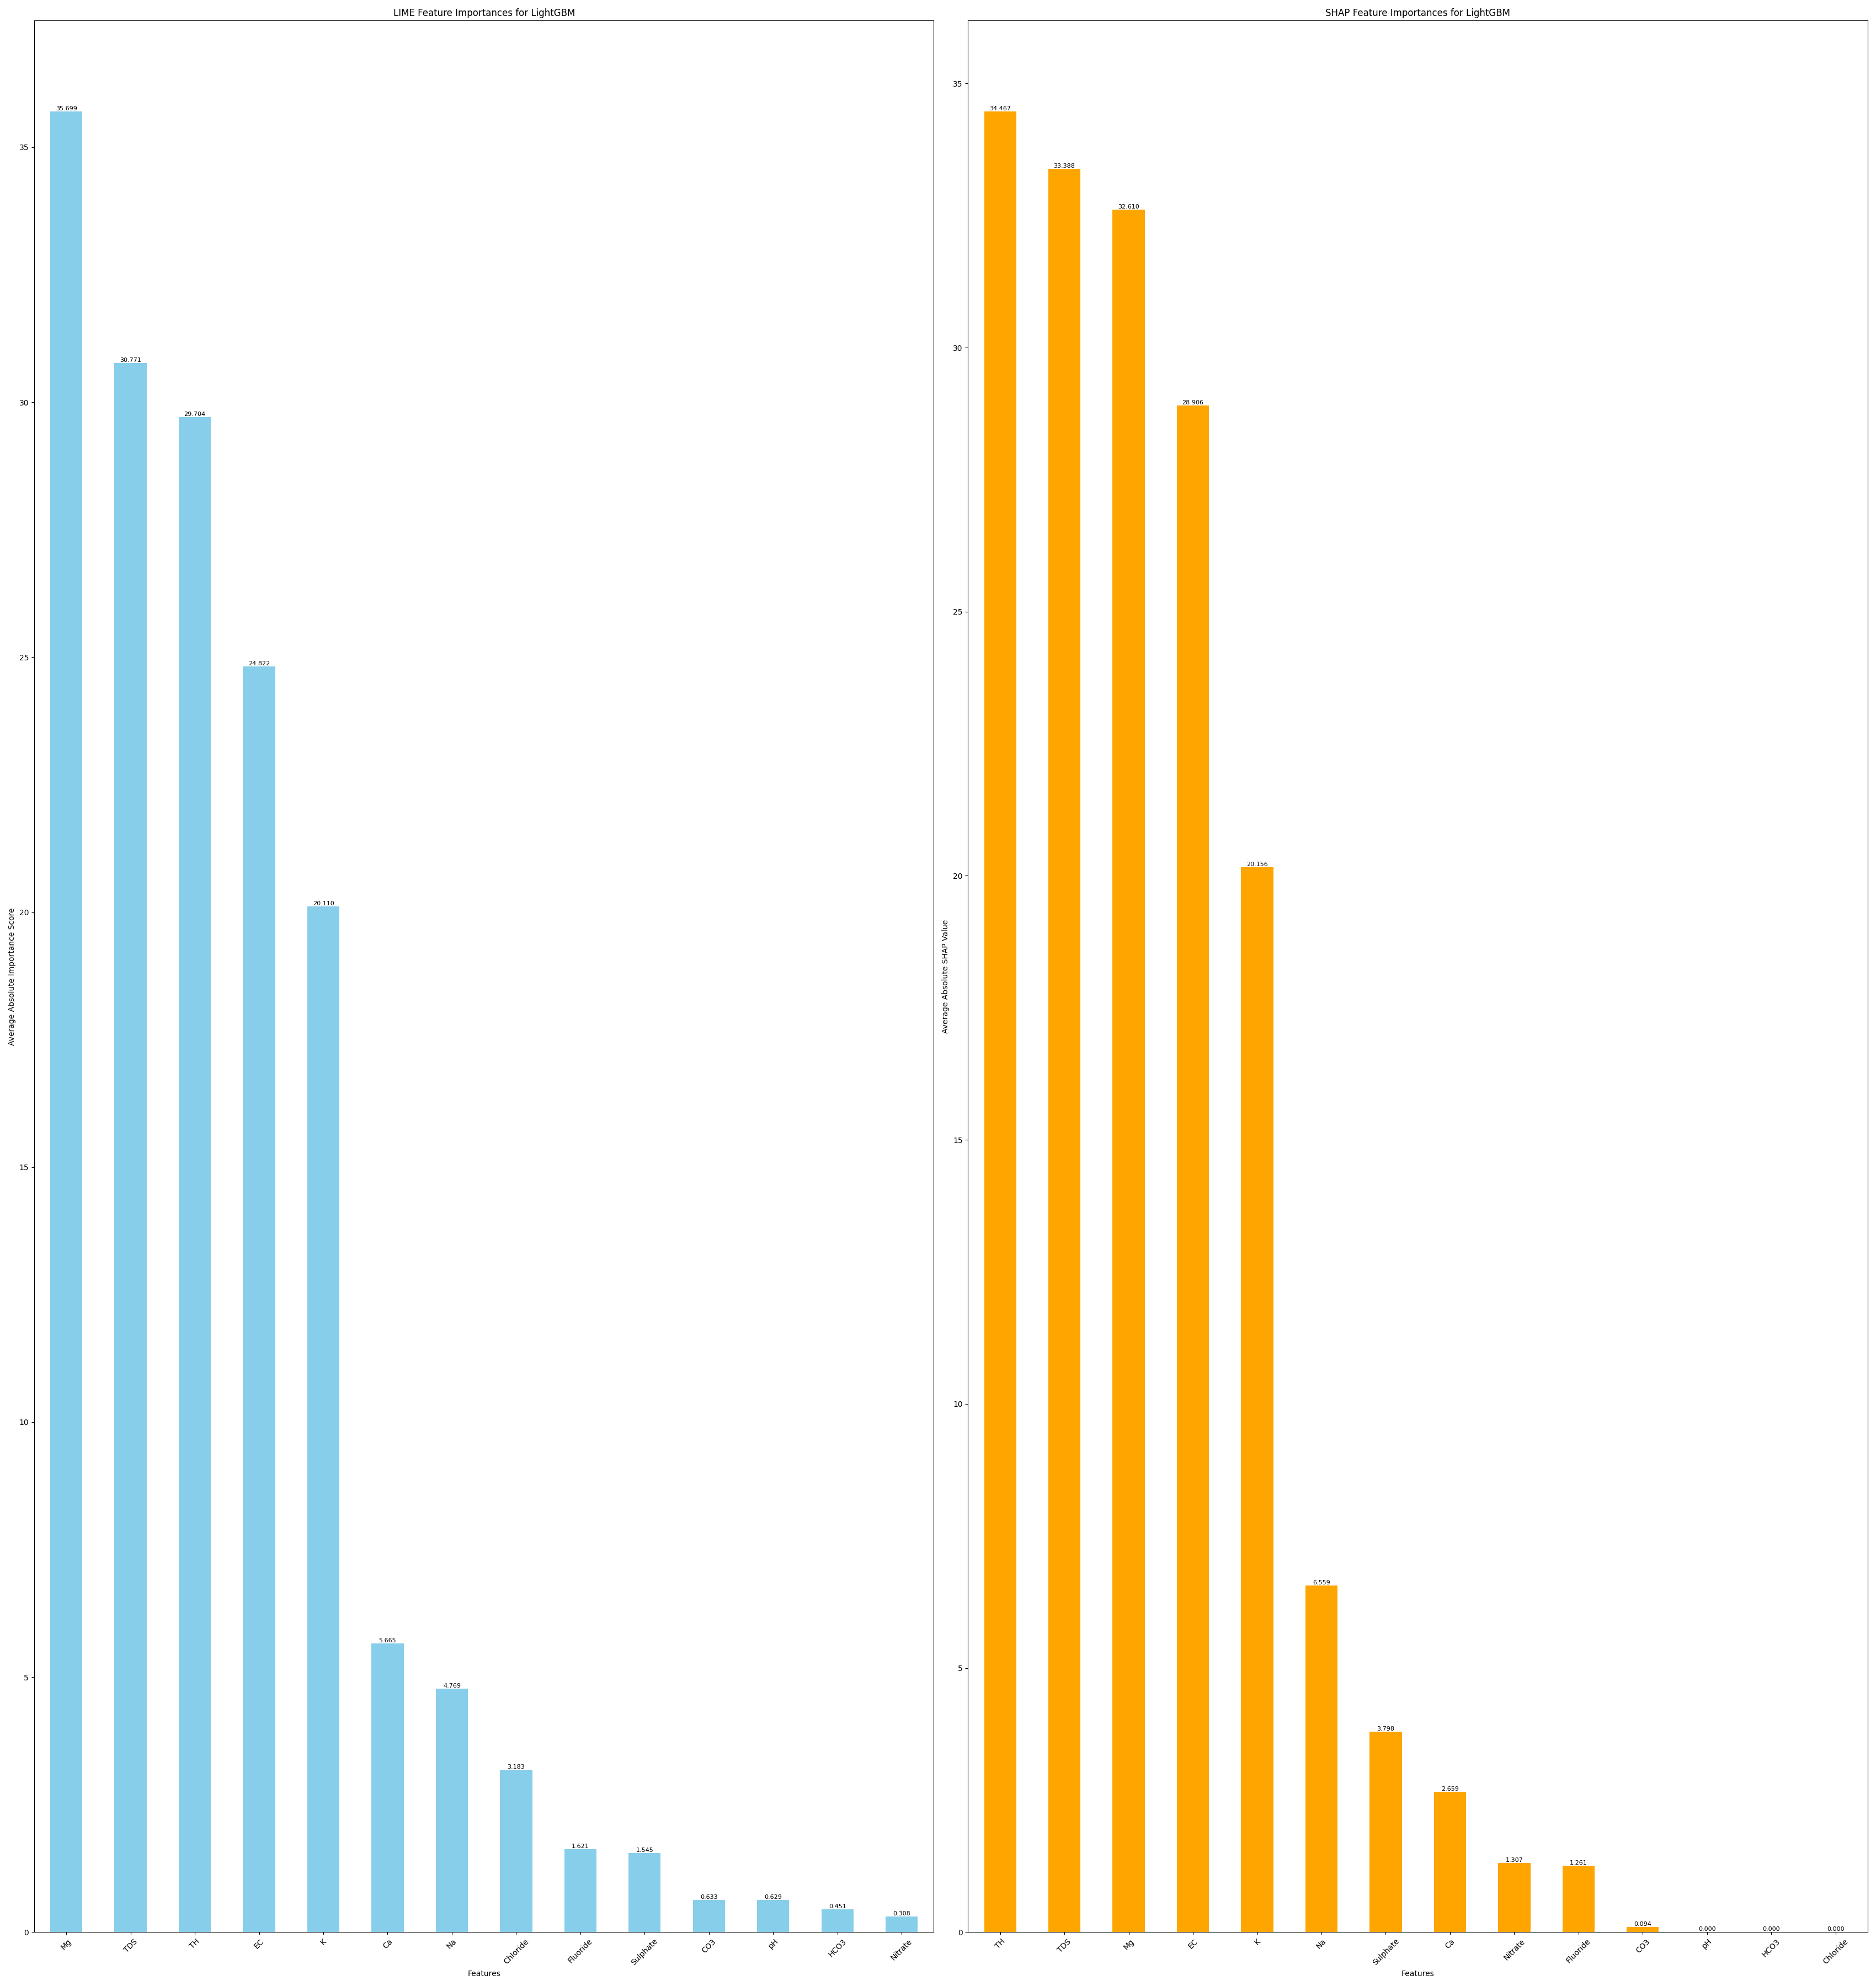 LIME Feature Importances for LightGBM
Average Absolute Importance Score
35
30
25
20
15
10
5
0
35.699
30.771
29.704
24.822
20.110
5.665
4.769
3.183
1.621
1.545
0.633
0.629
0.451
0.308
Mg
TDS
TH
EC
K
Ca
Na
Chloride
Fluoride
Sulphate
CO3
pH
HCO3
Nitrate
Features
SHAP Feature Importances for LightGBM
Average Absolute SHAP Value
35
30
25
20
15
10
5
0
34.467
33.388
32.610
28.906
20.156
6.559
3.798
2.659
1.307
1.261
0.094
0.000
0.000
0.000
TH
TDS
Mg
EC
K
Na
Sulphate
Ca
Nitrate
Fluoride
CO3
pH
HCO3
Chloride
Features